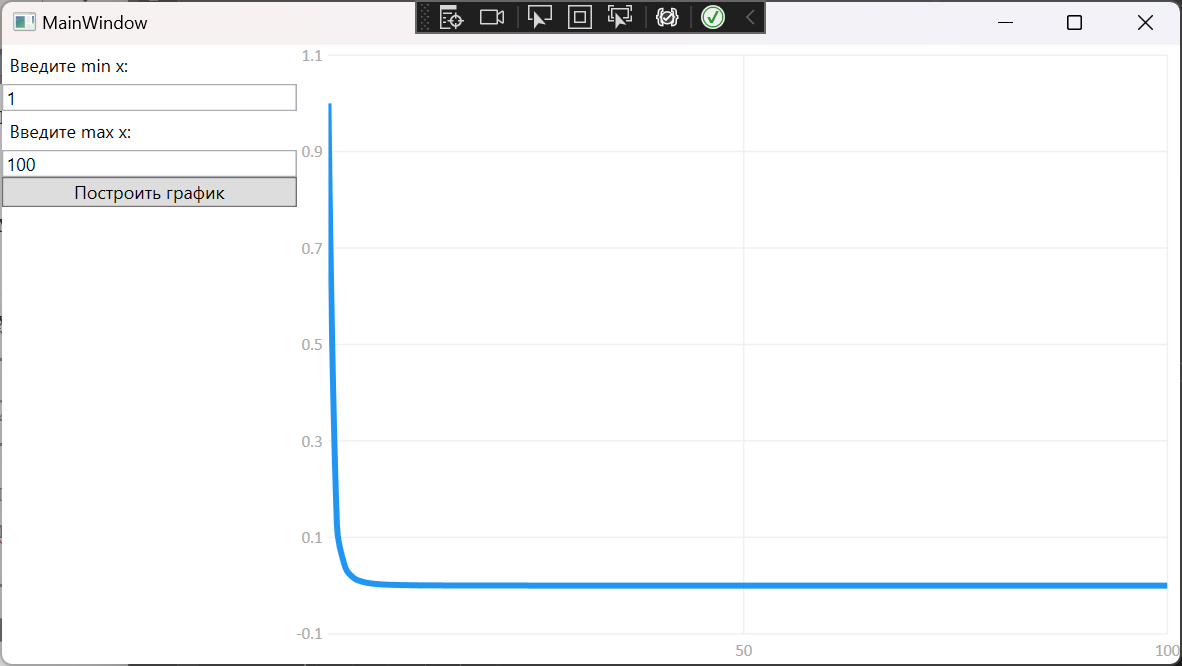 MainWindow
Введите min x:
1
Введите max x:
100
Построить график
1.1
0.9
0.7
0.5
0.3
0.1
-0.1
50
100